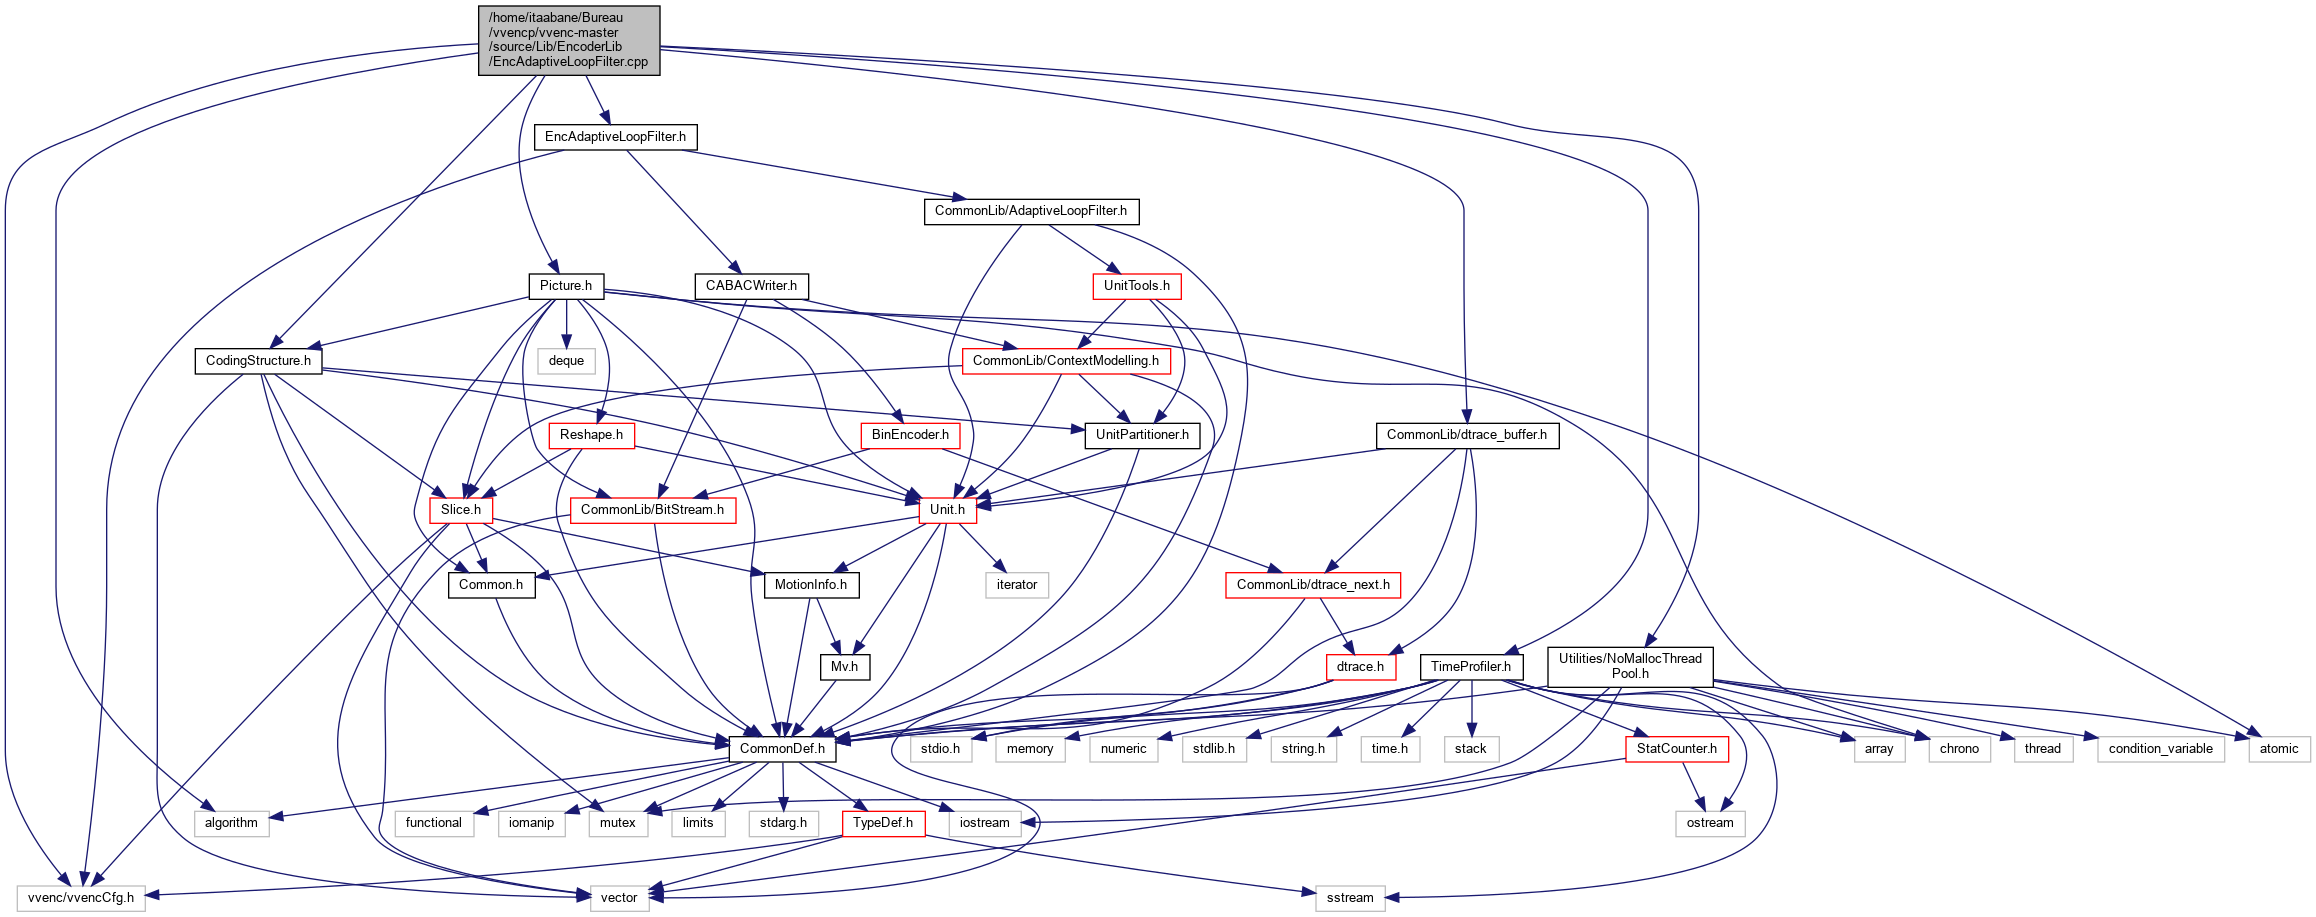 /home/itaabane/Bureau
/vvencp/vvenc-master
/source/Lib/EncoderLib
/EncAdaptiveLoopFilter.cpp
EncAdaptiveLoopFilter.h
CommonLib/AdaptiveLoopFilter.h
Picture.h
CABACWriter.h
UnitTools.h
CodingStructure.h
deque
CommonLib/ContextModelling.h
Reshape.h
BinEncoder.h
UnitPartitioner.h
CommonLib/dtrace_buffer.h
Slice.h
CommonLib/BitStream.h
Unit.h
Common.h
MotionInfo.h
iterator
CommonLib/dtrace_next.h
Mv.h
dtrace.h
TimeProfiler.h
Utilities/NoMallocThread
Pool.h
CommonDef.h
stdio.h
memory
numeric
stdlib.h
string.h
time.h
stack
StatCounter.h
array
chrono
thread
condition_variable
atomic
algorithm
functional
iomanip
mutex
limits
stdarg.h
TypeDef.h
iostream
ostream
vvenc/vvencCfg.h
vector
sstream